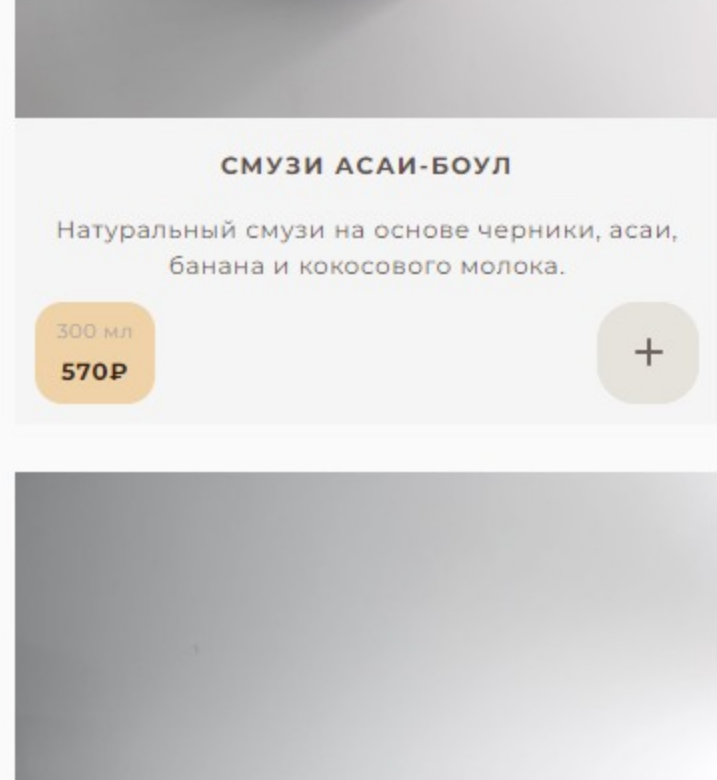 СМУЗИ АСАИ-БОУЛ
Натуральный смузи на основе черники, асаи,
банана и кокосового молока.
300 мл
570₽
+